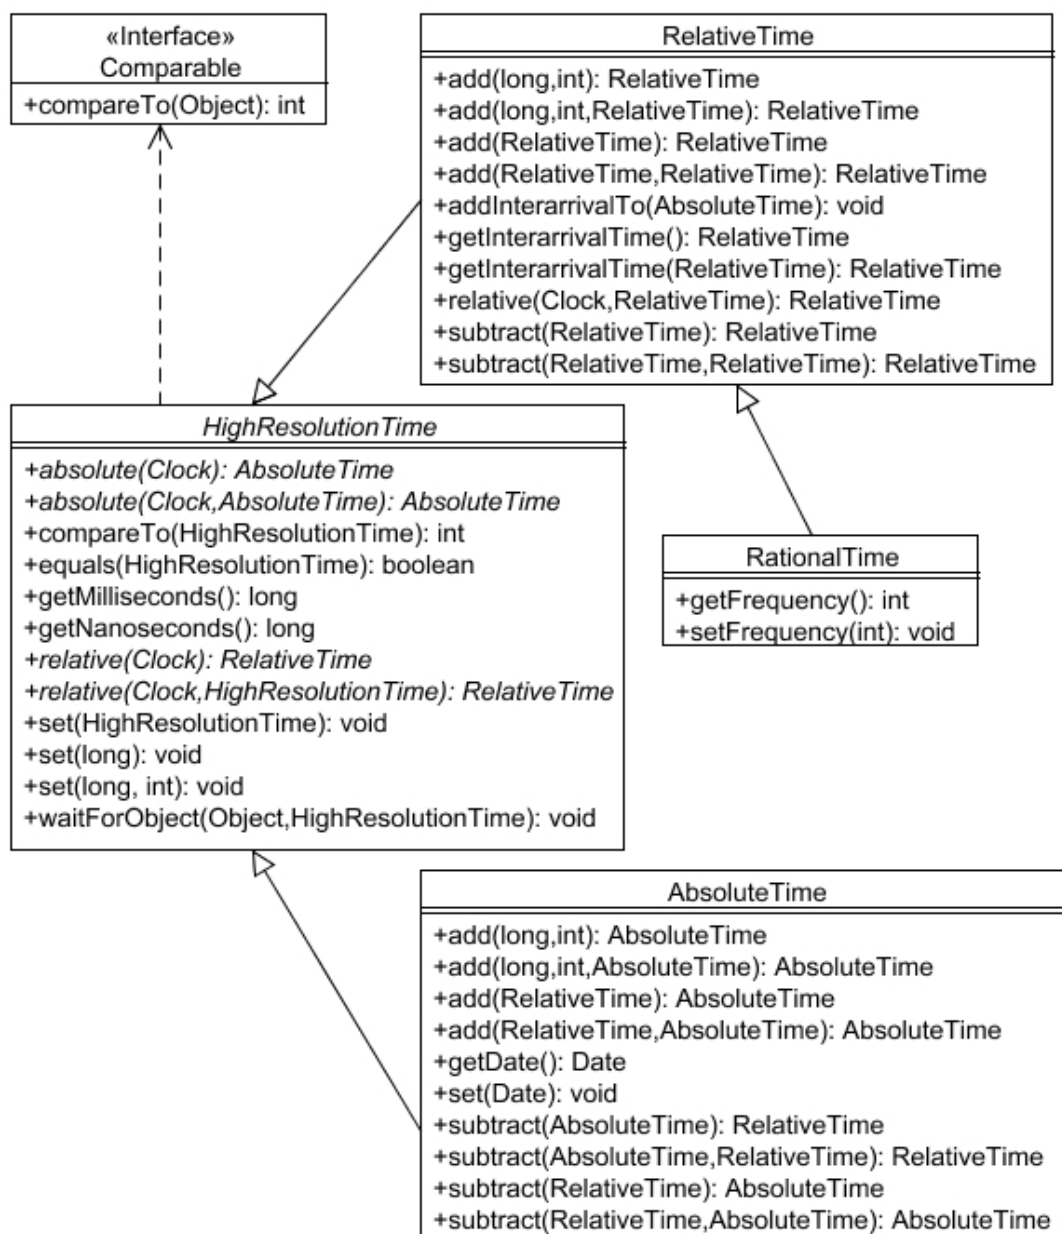 «Interface»
Comparable
+compareTo(Object): int
RelativeTime
+add(long,int): RelativeTime
+add(long,int,RelativeTime): RelativeTime
+add(RelativeTime): RelativeTime
+add(RelativeTime,RelativeTime): RelativeTime
+addInterarrivalTo(AbsoluteTime): void
+getInterarrivalTime(): RelativeTime
+getInterarrivalTime(RelativeTime): RelativeTime
+relative(Clock,RelativeTime): RelativeTime
+subtract(RelativeTime): RelativeTime
+subtract(RelativeTime,RelativeTime): RelativeTime
HighResolutionTime
+absolute(Clock): AbsoluteTime
+absolute(Clock,AbsoluteTime): AbsoluteTime
+compareTo(HighResolutionTime): int
+equals(HighResolutionTime): boolean
+getMilliseconds(): long
+getNanoseconds(): long
+relative(Clock): RelativeTime
+relative(Clock,HighResolutionTime): RelativeTime
+set(HighResolutionTime): void
+set(long): void
+set(long, int): void
+waitForObject(Object,HighResolutionTime): void
RationalTime
+getFrequency(): int
+setFrequency(int): void
AbsoluteTime
+add(long,int): AbsoluteTime
+add(long,int,AbsoluteTime): AbsoluteTime
+add(RelativeTime): AbsoluteTime
+add(RelativeTime,AbsoluteTime): AbsoluteTime
+getDate(): Date
+set(Date): void
+subtract(AbsoluteTime): RelativeTime
+subtract(AbsoluteTime,RelativeTime): RelativeTime
+subtract(RelativeTime): AbsoluteTime
+subtract(RelativeTime,AbsoluteTime): AbsoluteTime